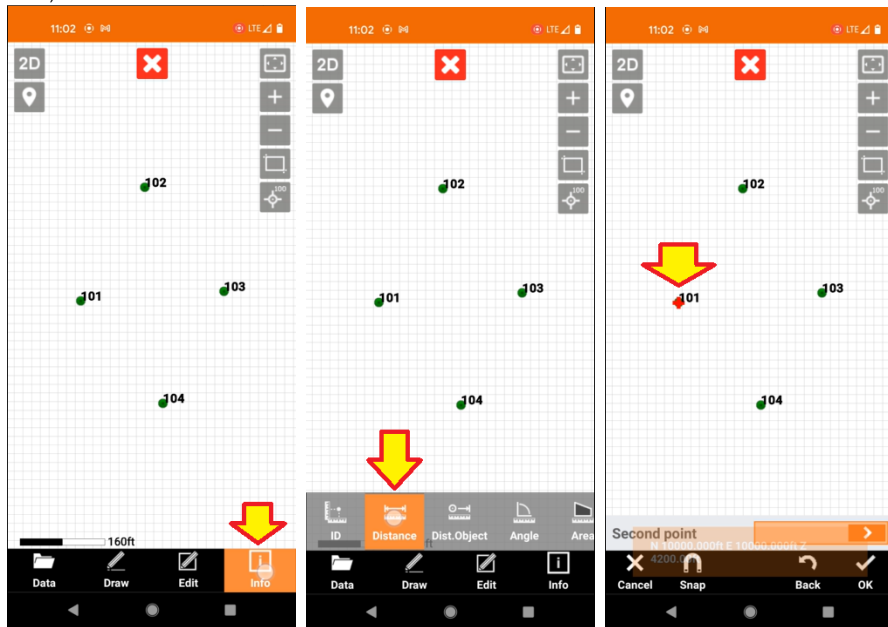 11:02 LTE
2D
100
102
103
101
104
160ft
Data Draw Edit Info
11:02 LTE
2D
100
102
103
101
104
ID Distance Dist.Object Angle Area
ft
Data Draw Edit Info
11:02 LTE
2D
100
102
103
101
104
Second point
N 10000.000ft E 10000.000ft Z
4200.0
Cancel Snap Back OK